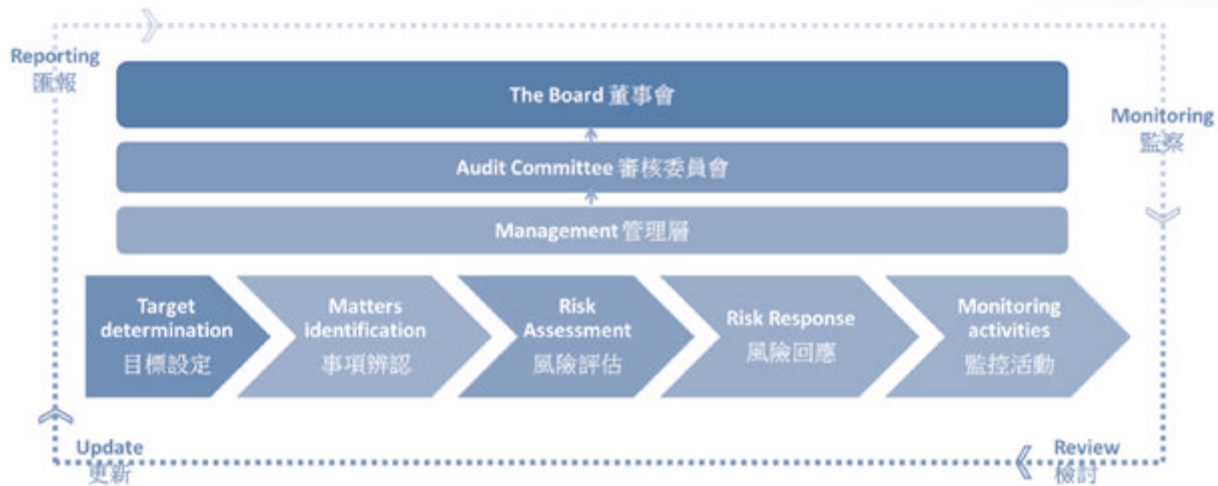 Reporting
匯報
The Board 董事會
Monitoring
監察
Audit Committee 審核委員會
Management 管理層
Target
determination
目標設定
Matters
identification
事項辨認
Risk
Assessment
風險評估
Risk Response
風險回應
Monitoring
activities
監控活動
Update
更新
Review
檢討